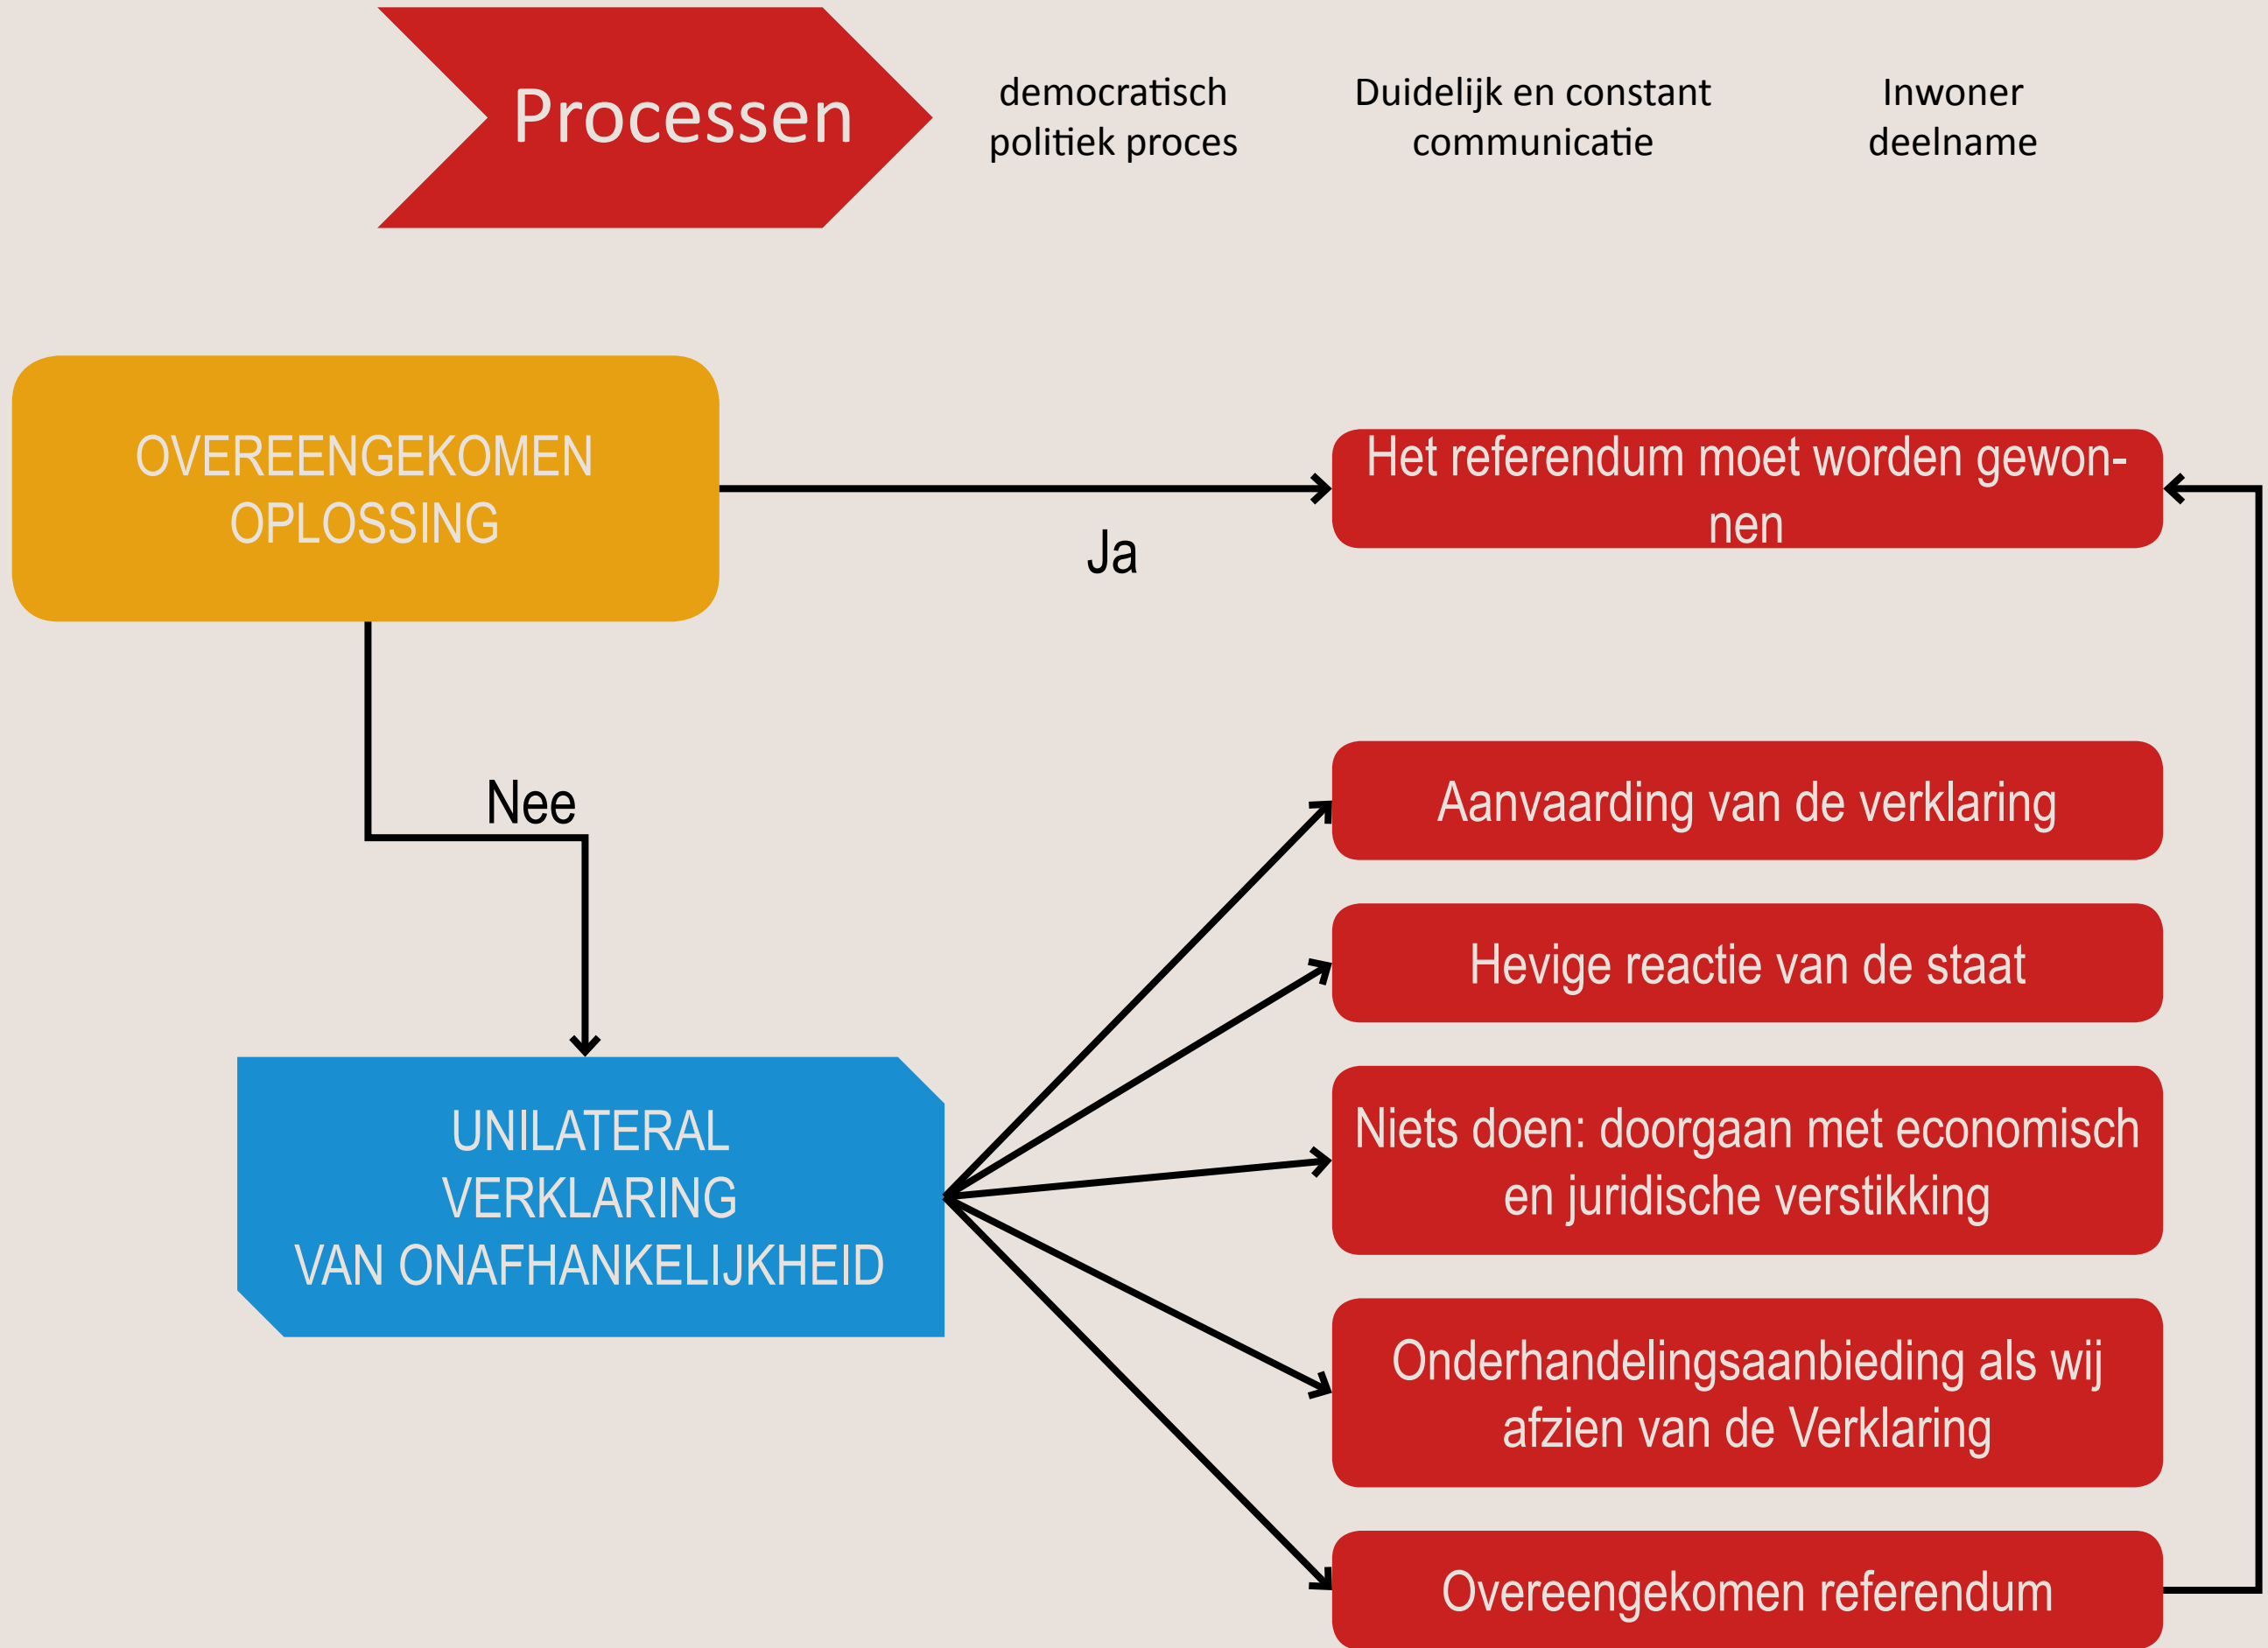 Processen
democratisch
politiek proces
Duidelijk en constant
communicatie
Inwoner
deelname
OVEREENGEKOMEN
OPLOSSING
Ja
Het referendum moet worden gewon-
nen
Nee
Aanvaarding van de verklaring
Hevige reactie van de staat
UNILATERAL
VERKLARING
VAN ONAFHANKELIJKHEID
Niets doen: doorgaan met economisch
en juridische verstikking
Onderhandelingsaanbieding als wij
afzien van de Verklaring
Overeengekomen referendum